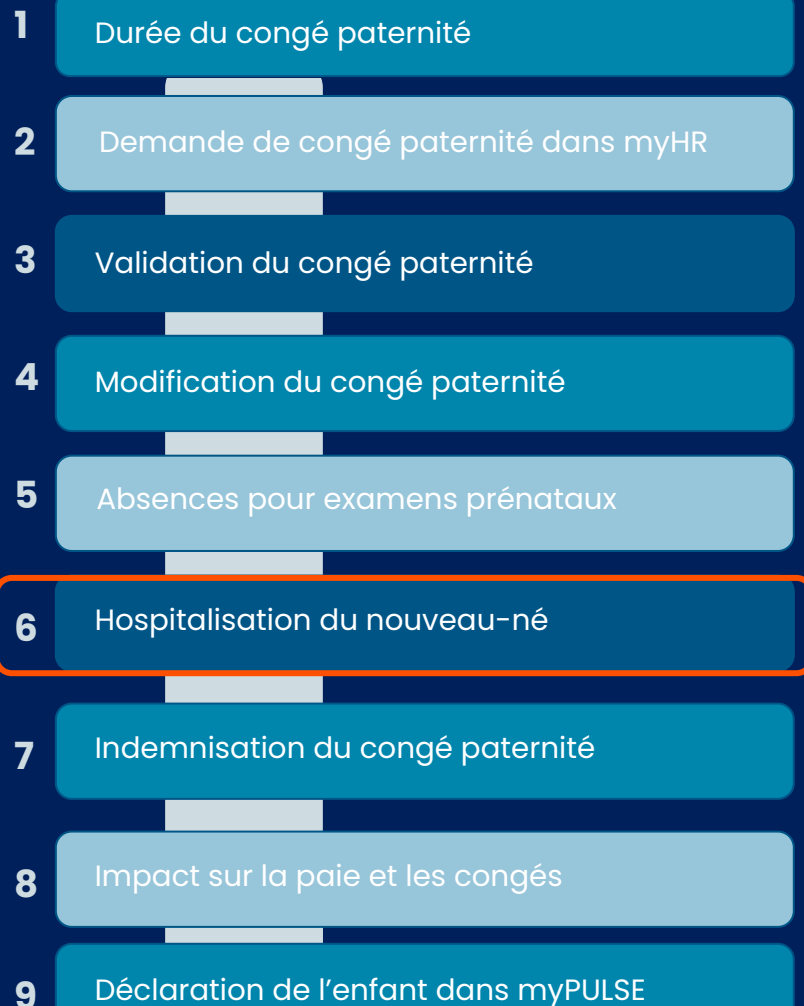 1 Durée du congé paternité
2 Demande de congé paternité dans myHR
3 Validation du congé paternité
4 Modification du congé paternité
5 Absences pour examens prénataux
6 Hospitalisation du nouveau-né
7 Indemnisation du congé paternité
8 Impact sur la paie et les congés
9 Déclaration de l’enfant dans myPULSE